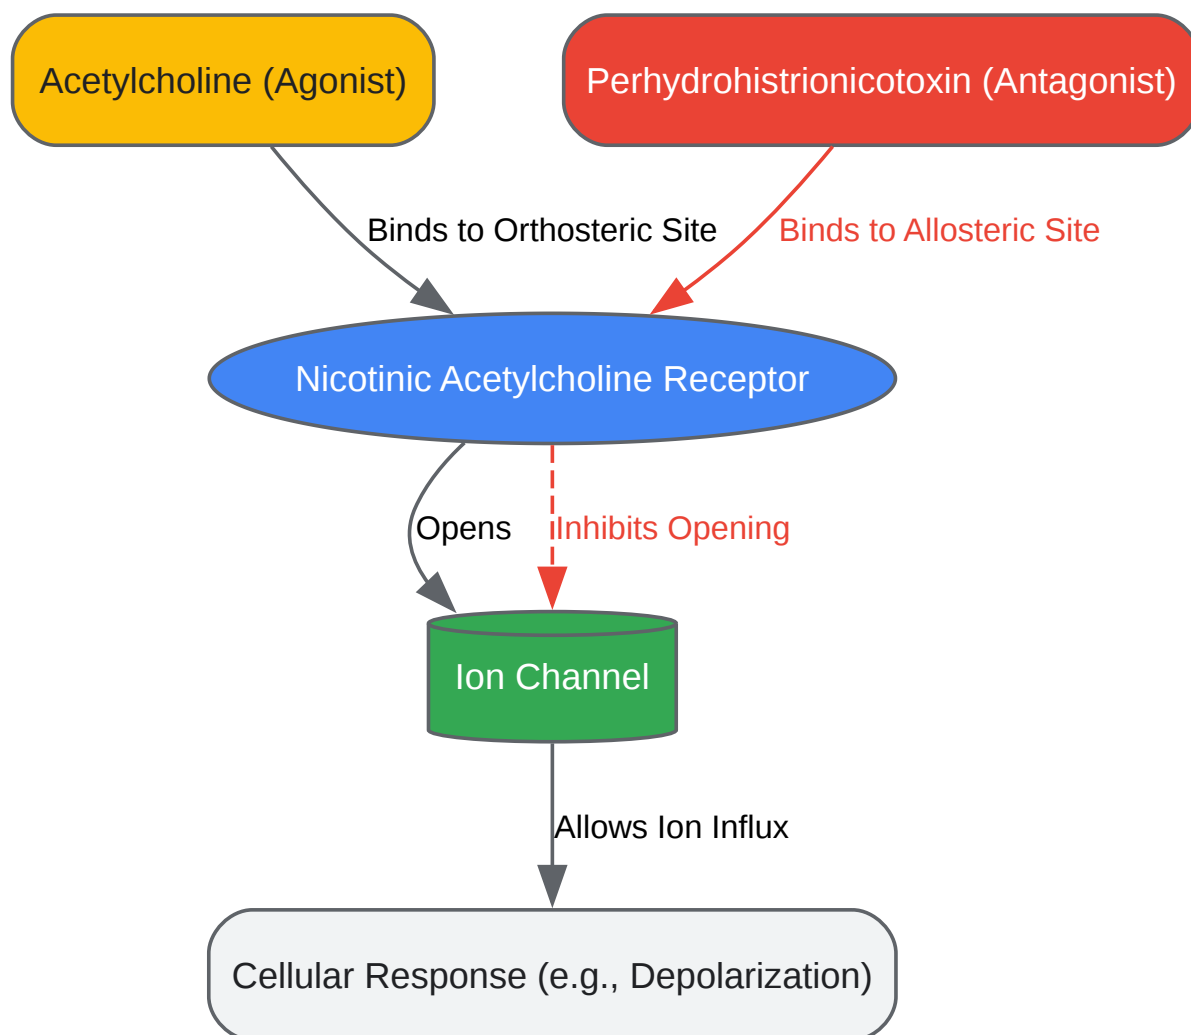 Acetylcholine (Agonist)
Perhydrohistrionicotoxin (Antagonist)
Binds to Orthosteric Site
Binds to Allosteric Site
Nicotinic Acetylcholine Receptor
Opens
Inhibits Opening
Ion Channel
Allows Ion Influx
Cellular Response (e.g., Depolarization)